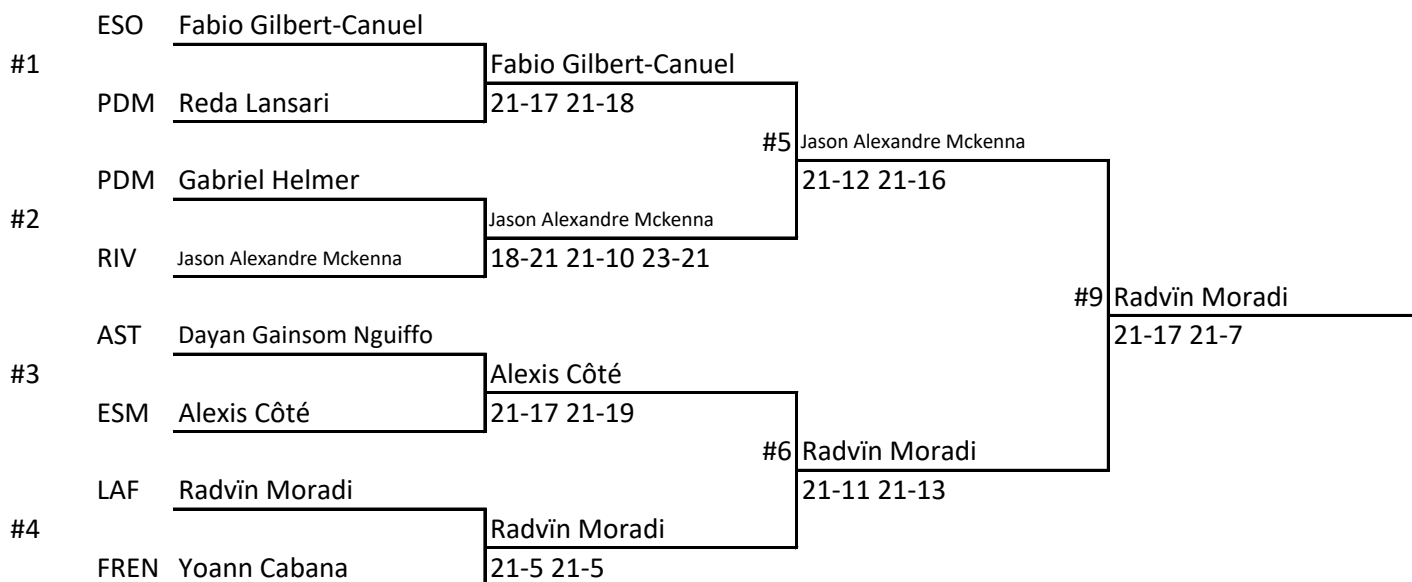 ESO Fabio Gilbert-Canuel
#1 Fabio Gilbert-Canuel
PDM Reda Lansari 21-17 21-18
#5 Jason Alexandre Mckenna
PDM Gabriel Helmer 21-12 21-16
#2 Jason Alexandre Mckenna
RIV Jason Alexandre Mckenna 18-21 21-10 23-21
#9 Radvïn Moradi
AST Dayan Gainsom Nguiffo 21-17 21-7
#3 Alexis Côté
ESM Alexis Côté 21-17 21-19
#6 Radvïn Moradi
LAF Radvïn Moradi 21-11 21-13
#4 Radvïn Moradi
FREN Yoann Cabana 21-5 21-5